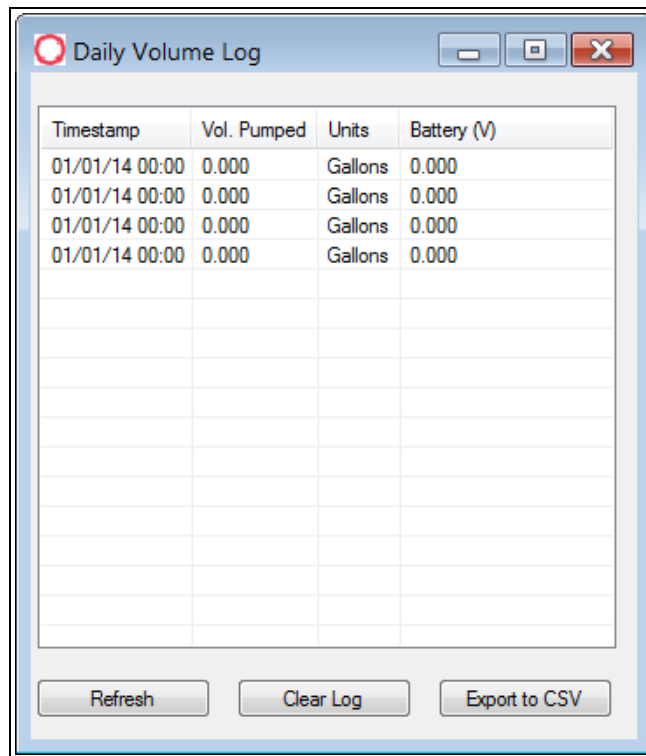 Daily Volume Log
Timestamp Vol. Pumped Units Battery (V)
01/01/14 00:00 0.000 Gallons 0.000
01/01/14 00:00 0.000 Gallons 0.000
01/01/14 00:00 0.000 Gallons 0.000
01/01/14 00:00 0.000 Gallons 0.000
Refresh Clear Log Export to CSV